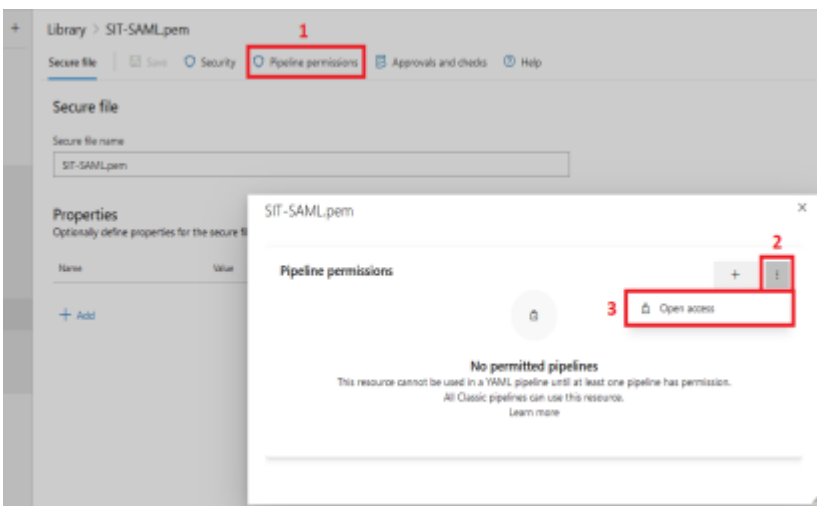 Library > SIT-SAML.pem
1
Secure file Save Security Pipeline permissions Approvals and checks Help
Secure file
Secure file name
SIT-SAML.pem
Properties
Optionally define properties for the secure fil
Name Value
+ Add
SIT-SAML.pem
2
Pipeline permissions
3 Open access
No permitted pipelines
This resource cannot be used in a YAML pipeline until at least one pipeline has permission.
All Classic pipelines can use this resource.
Learn more